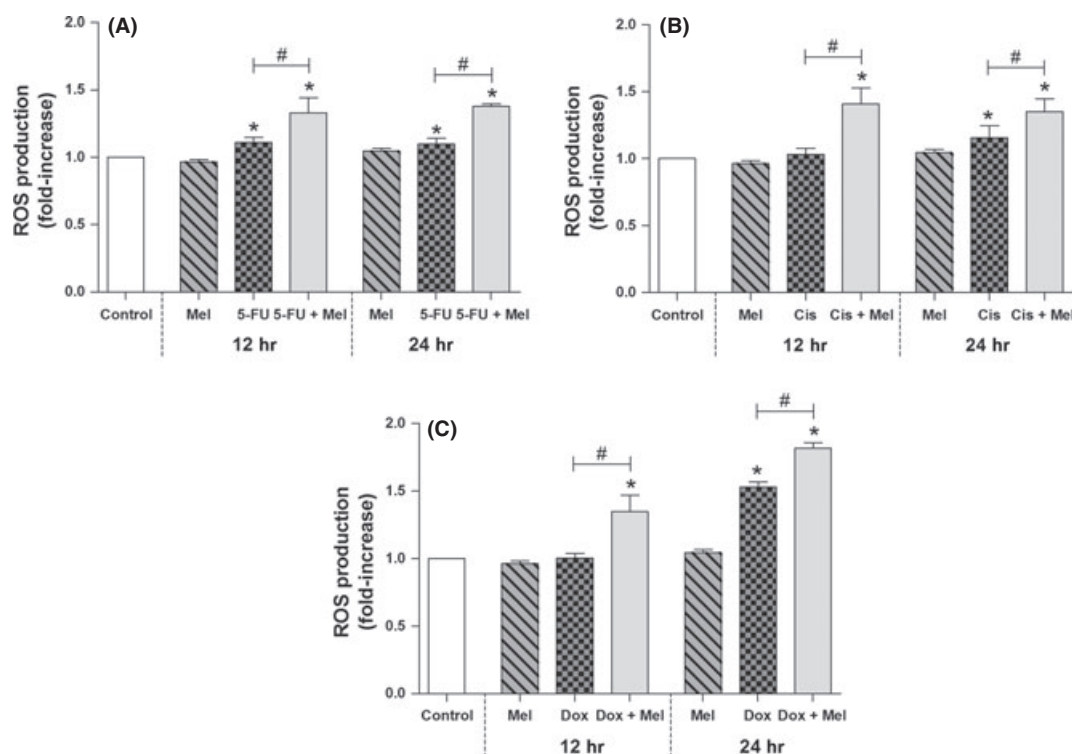 (A)
2.0
1.5
1.0
0.5
0.0
ROS production
(fold-increase)
#
*
*
#
*
*
Control Mel 5-FU 5-FU + Mel Mel 5-FU 5-FU + Mel
12 hr 24 hr
(B)
2.0
1.5
1.0
0.5
0.0
ROS production
(fold-increase)
#
*
#
*
*
Control Mel Cis Cis + Mel Mel Cis Cis + Mel
12 hr 24 hr
(C)
2.0
1.5
1.0
0.5
0.0
ROS production
(fold-increase)
#
*
#
*
*
Control Mel Dox Dox + Mel Mel Dox Dox + Mel
12 hr 24 hr